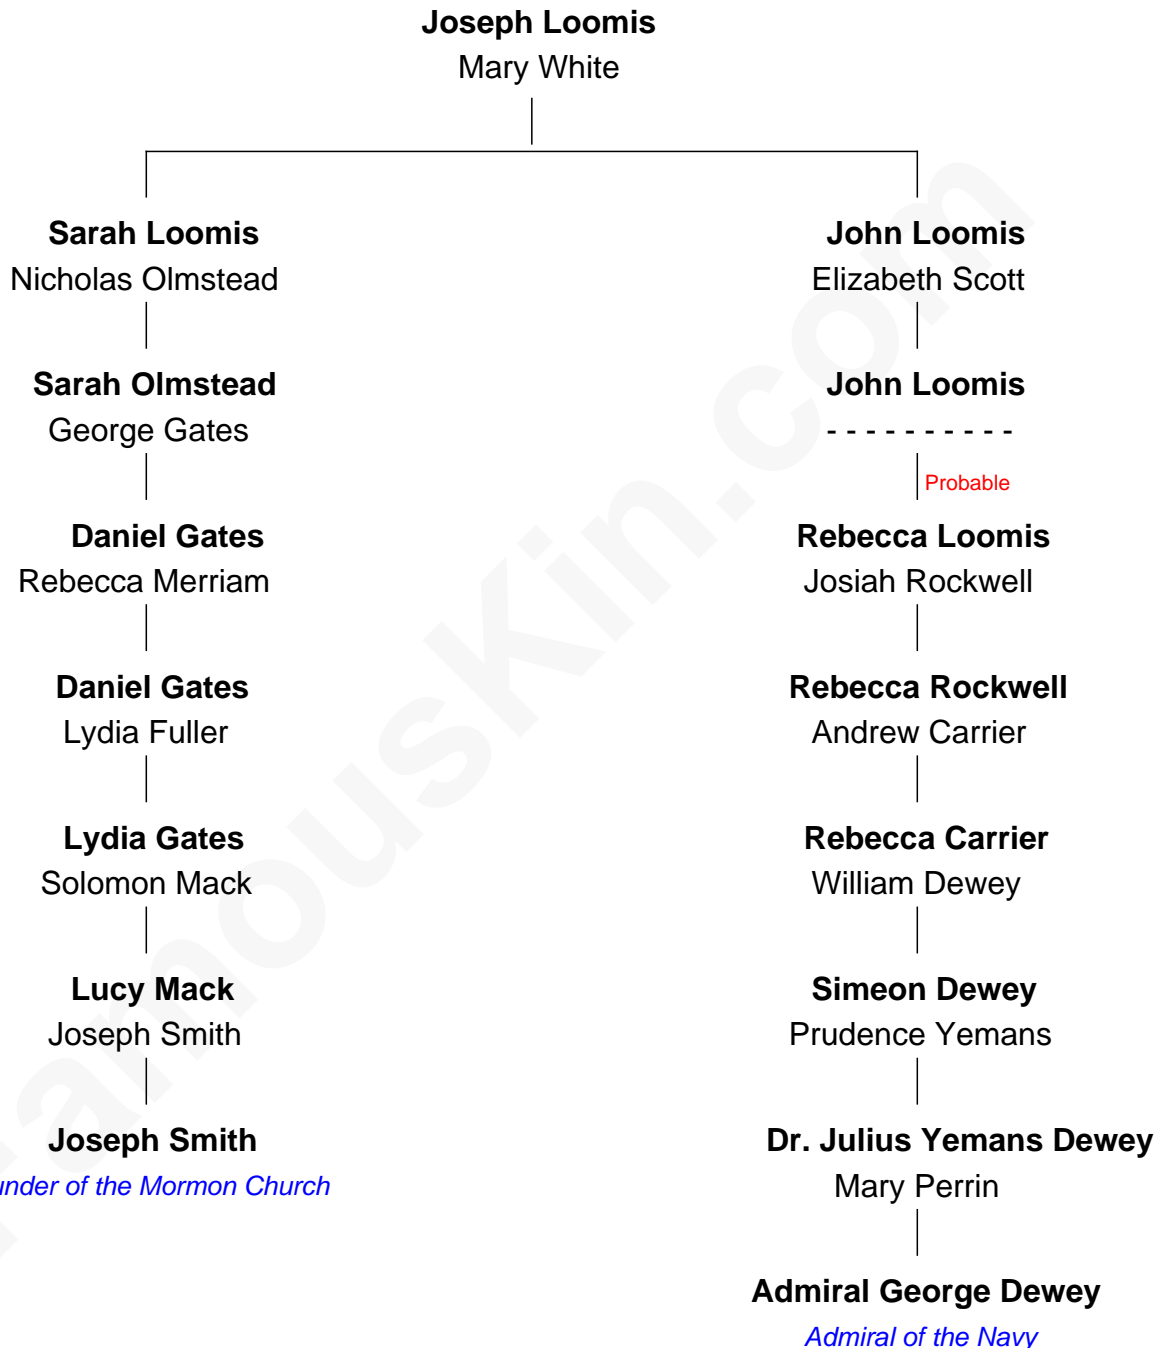 Joseph Loomis
Mary White
Sarah Loomis
Nicholas Olmstead
Sarah Olmstead
George Gates
Daniel Gates
Rebecca Merriam
Daniel Gates
Lydia Fuller
Lydia Gates
Solomon Mack
Lucy Mack
Joseph Smith
Joseph Smith
under of the Mormon Church
John Loomis
Elizabeth Scott
John Loomis
- - - - - - - - - -
Probable
Rebecca Loomis
Josiah Rockwell
Rebecca Rockwell
Andrew Carrier
Rebecca Carrier
William Dewey
Simeon Dewey
Prudence Yemans
Dr. Julius Yemans Dewey
Mary Perrin
Admiral George Dewey
Admiral of the Navy
FamousKin.com